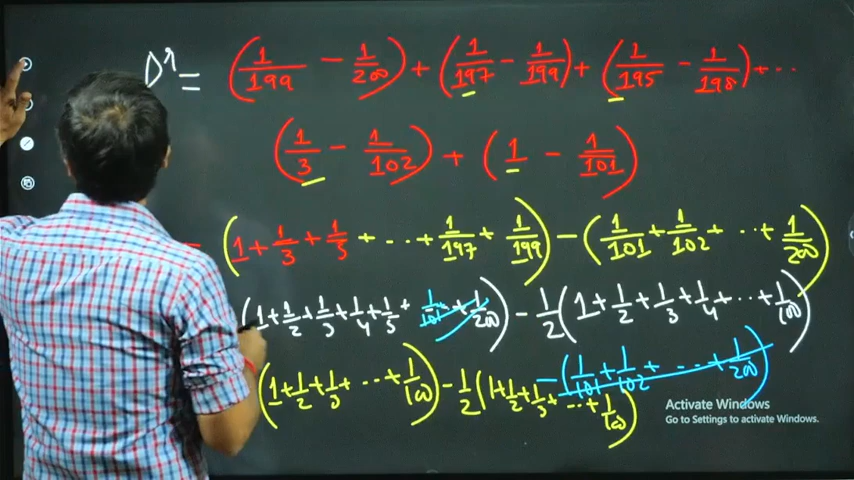 Dʳ = (1/199 - 1/200) + (1/197 - 1/199) + (1/195 - 1/198) + ...
(1/3 - 1/102) + (1 - 1/101)
(1 + 1/3 + 1/5 + ... + 1/197 + 1/199) - (1/101 + 1/102 + ... + 1/200)
(1 + 1/2 + 1/3 + 1/4 + 1/5 + 1/101 + ... + 1/200) - 1/2 (1 + 1/2 + 1/3 + 1/4 + ... + 1/100)
- (1/101 + 1/102 + ... + 1/200)
(1 + 1/2 + 1/3 + ... + 1/100) - 1/2 (1 + 1/2 + 1/3 + ... + 1/100)
Activate Windows
Go to Settings to activate Windows.